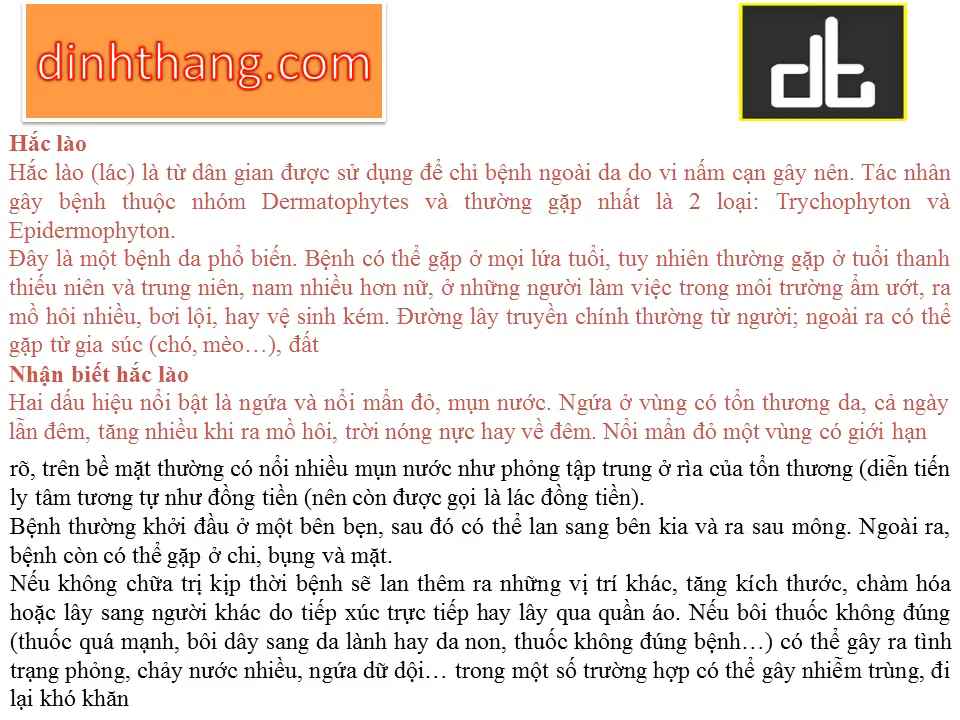 dinhthang.com
dt
Hắc lào
Hắc lào (lác) là từ dân gian được sử dụng để chỉ bệnh ngoài da do vi nấm cạn gây nên. Tác nhân
gây bệnh thuộc nhóm Dermatophytes và thường gặp nhất là 2 loại: Trychophyton và
Epidermophyton.
Đây là một bệnh da phổ biến. Bệnh có thể gặp ở mọi lứa tuổi, tuy nhiên thường gặp ở tuổi thanh
thiếu niên và trung niên, nam nhiều hơn nữ, ở những người làm việc trong môi trường ẩm ướt, ra
mồ hôi nhiều, bơi lội, hay vệ sinh kém. Đường lây truyền chính thường từ người; ngoài ra có thể
gặp từ gia súc (chó, mèo…), đất
Nhận biết hắc lào
Hai dấu hiệu nổi bật là ngứa và nổi mẩn đỏ, mụn nước. Ngứa ở vùng có tổn thương da, cả ngày
lẫn đêm, tăng nhiều khi ra mồ hôi, trời nóng nực hay về đêm. Nổi mẩn đỏ một vùng có giới hạn
rõ, trên bề mặt thường có nổi nhiều mụn nước như phỏng tập trung ở rìa của tổn thương (diễn tiến
ly tâm tương tự như đồng tiền (nên còn được gọi là lác đồng tiền).
Bệnh thường khởi đầu ở một bên bẹn, sau đó có thể lan sang bên kia và ra sau mông. Ngoài ra,
bệnh còn có thể gặp ở chi, bụng và mặt.
Nếu không chữa trị kịp thời bệnh sẽ lan thêm ra những vị trí khác, tăng kích thước, chàm hóa
hoặc lây sang người khác do tiếp xúc trực tiếp hay lây qua quần áo. Nếu bôi thuốc không đúng
(thuốc quá mạnh, bôi dây sang da lành hay da non, thuốc không đúng bệnh…) có thể gây ra tình
trạng phỏng, chảy nước nhiều, ngứa dữ dội… trong một số trường hợp có thể gây nhiễm trùng, đi
lại khó khăn